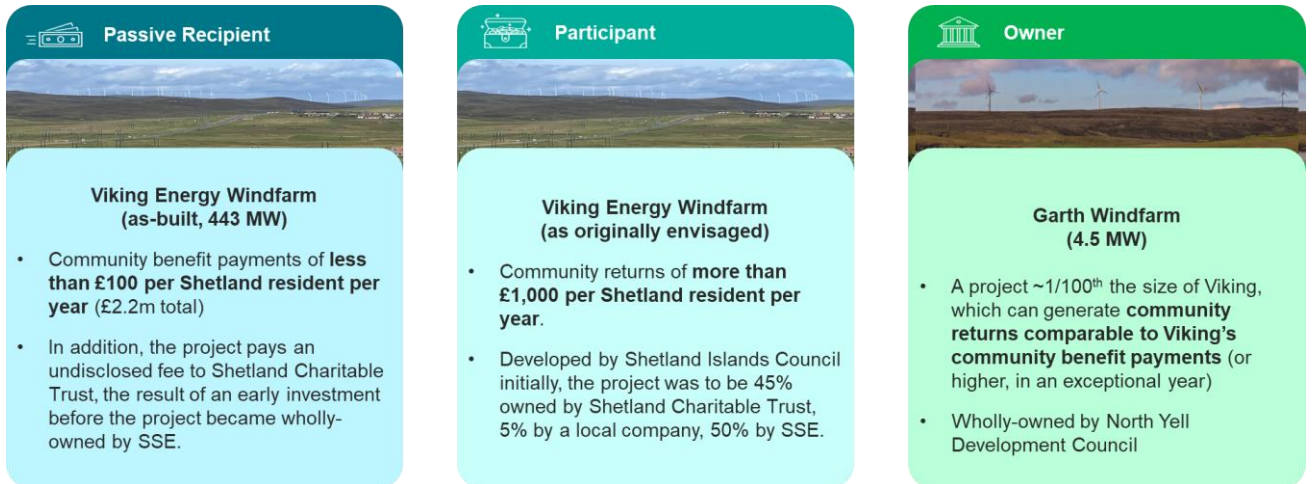 Passive Recipient
Viking Energy Windfarm
(as-built, 443 MW)
• Community benefit payments of less
than £100 per Shetland resident per
year (£2.2m total)
• In addition, the project pays an
undisclosed fee to Shetland Charitable
Trust, the result of an early investment
before the project became wholly-
owned by SSE.
Participant
Viking Energy Windfarm
(as originally envisaged)
• Community returns of more than
£1,000 per Shetland resident per
year.
• Developed by Shetland Islands Council
initially, the project was to be 45%
owned by Shetland Charitable Trust,
5% by a local company, 50% by SSE.
Owner
Garth Windfarm
(4.5 MW)
• A project ~1/100th the size of Viking,
which can generate community
returns comparable to Viking’s
community benefit payments (or
higher, in an exceptional year)
• Wholly-owned by North Yell
Development Council